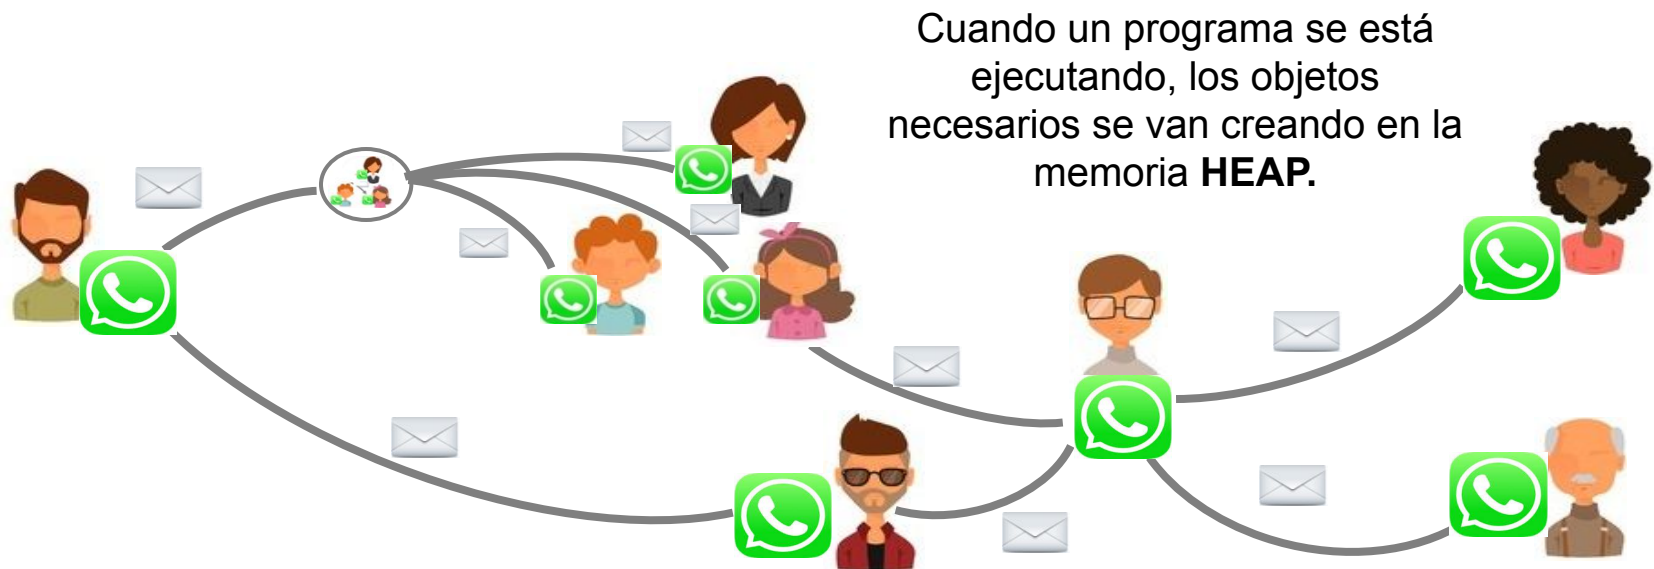 Cuando un programa se está
ejecutando, los objetos
necesarios se van creando en la
memoria HEAP.